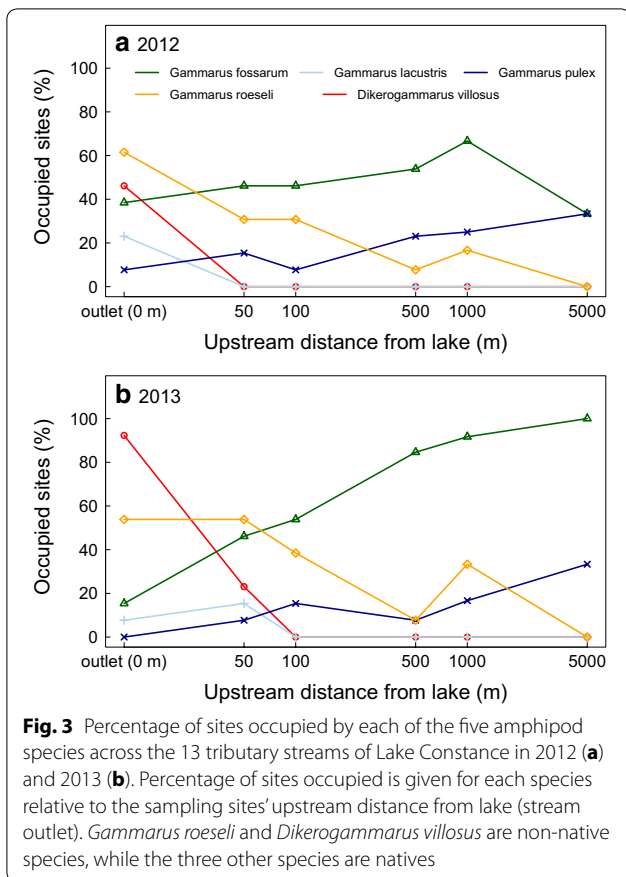 a 2012
Gammarus fossarum Gammarus lacustris Gammarus pulex
Gammarus roeseli Dikerogammarus villosus
Occupied sites (%)
100
80
60
40
20
0
outlet (0 m) 50 100 500 1000 5000
Upstream distance from lake (m)
b 2013
Occupied sites (%)
100
80
60
40
20
0
outlet (0 m) 50 100 500 1000 5000
Upstream distance from lake (m)
Fig. 3 Percentage of sites occupied by each of the five amphipod
species across the 13 tributary streams of Lake Constance in 2012 (a)
and 2013 (b). Percentage of sites occupied is given for each species
relative to the sampling sites' upstream distance from lake (stream
outlet). Gammarus roeseli and Dikerogammarus villosus are non-native
species, while the three other species are natives